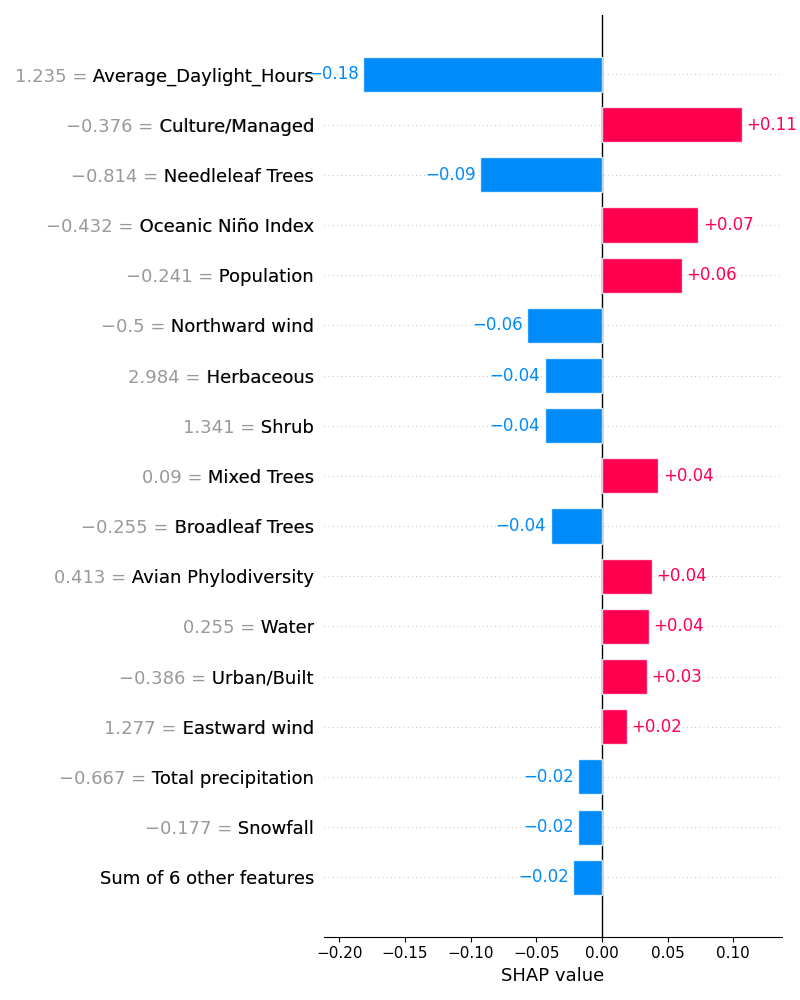 1.235 = Average_Daylight_Hours −0.18
−0.376 = Culture/Managed +0.11
−0.814 = Needleleaf Trees −0.09
−0.432 = Oceanic Niño Index +0.07
−0.241 = Population +0.06
−0.5 = Northward wind −0.06
2.984 = Herbaceous −0.04
1.341 = Shrub −0.04
0.09 = Mixed Trees +0.04
−0.255 = Broadleaf Trees −0.04
0.413 = Avian Phylodiversity +0.04
0.255 = Water +0.04
−0.386 = Urban/Built +0.03
1.277 = Eastward wind +0.02
−0.667 = Total precipitation −0.02
−0.177 = Snowfall −0.02
Sum of 6 other features −0.02
−0.20 −0.15 −0.10 −0.05 0.00 0.05 0.10
SHAP value